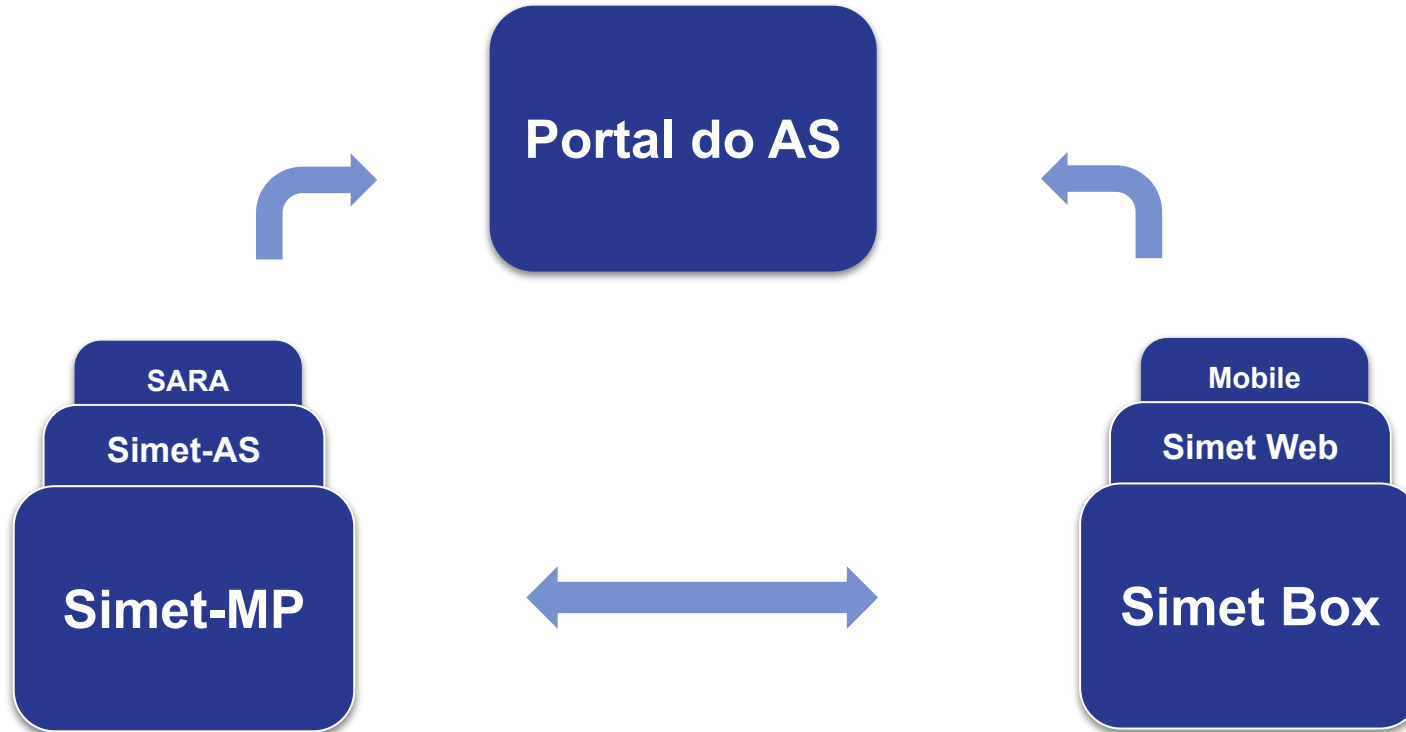 Portal do AS
SARA
Simet-AS
Simet-MP
Mobile
Simet Web
Simet Box